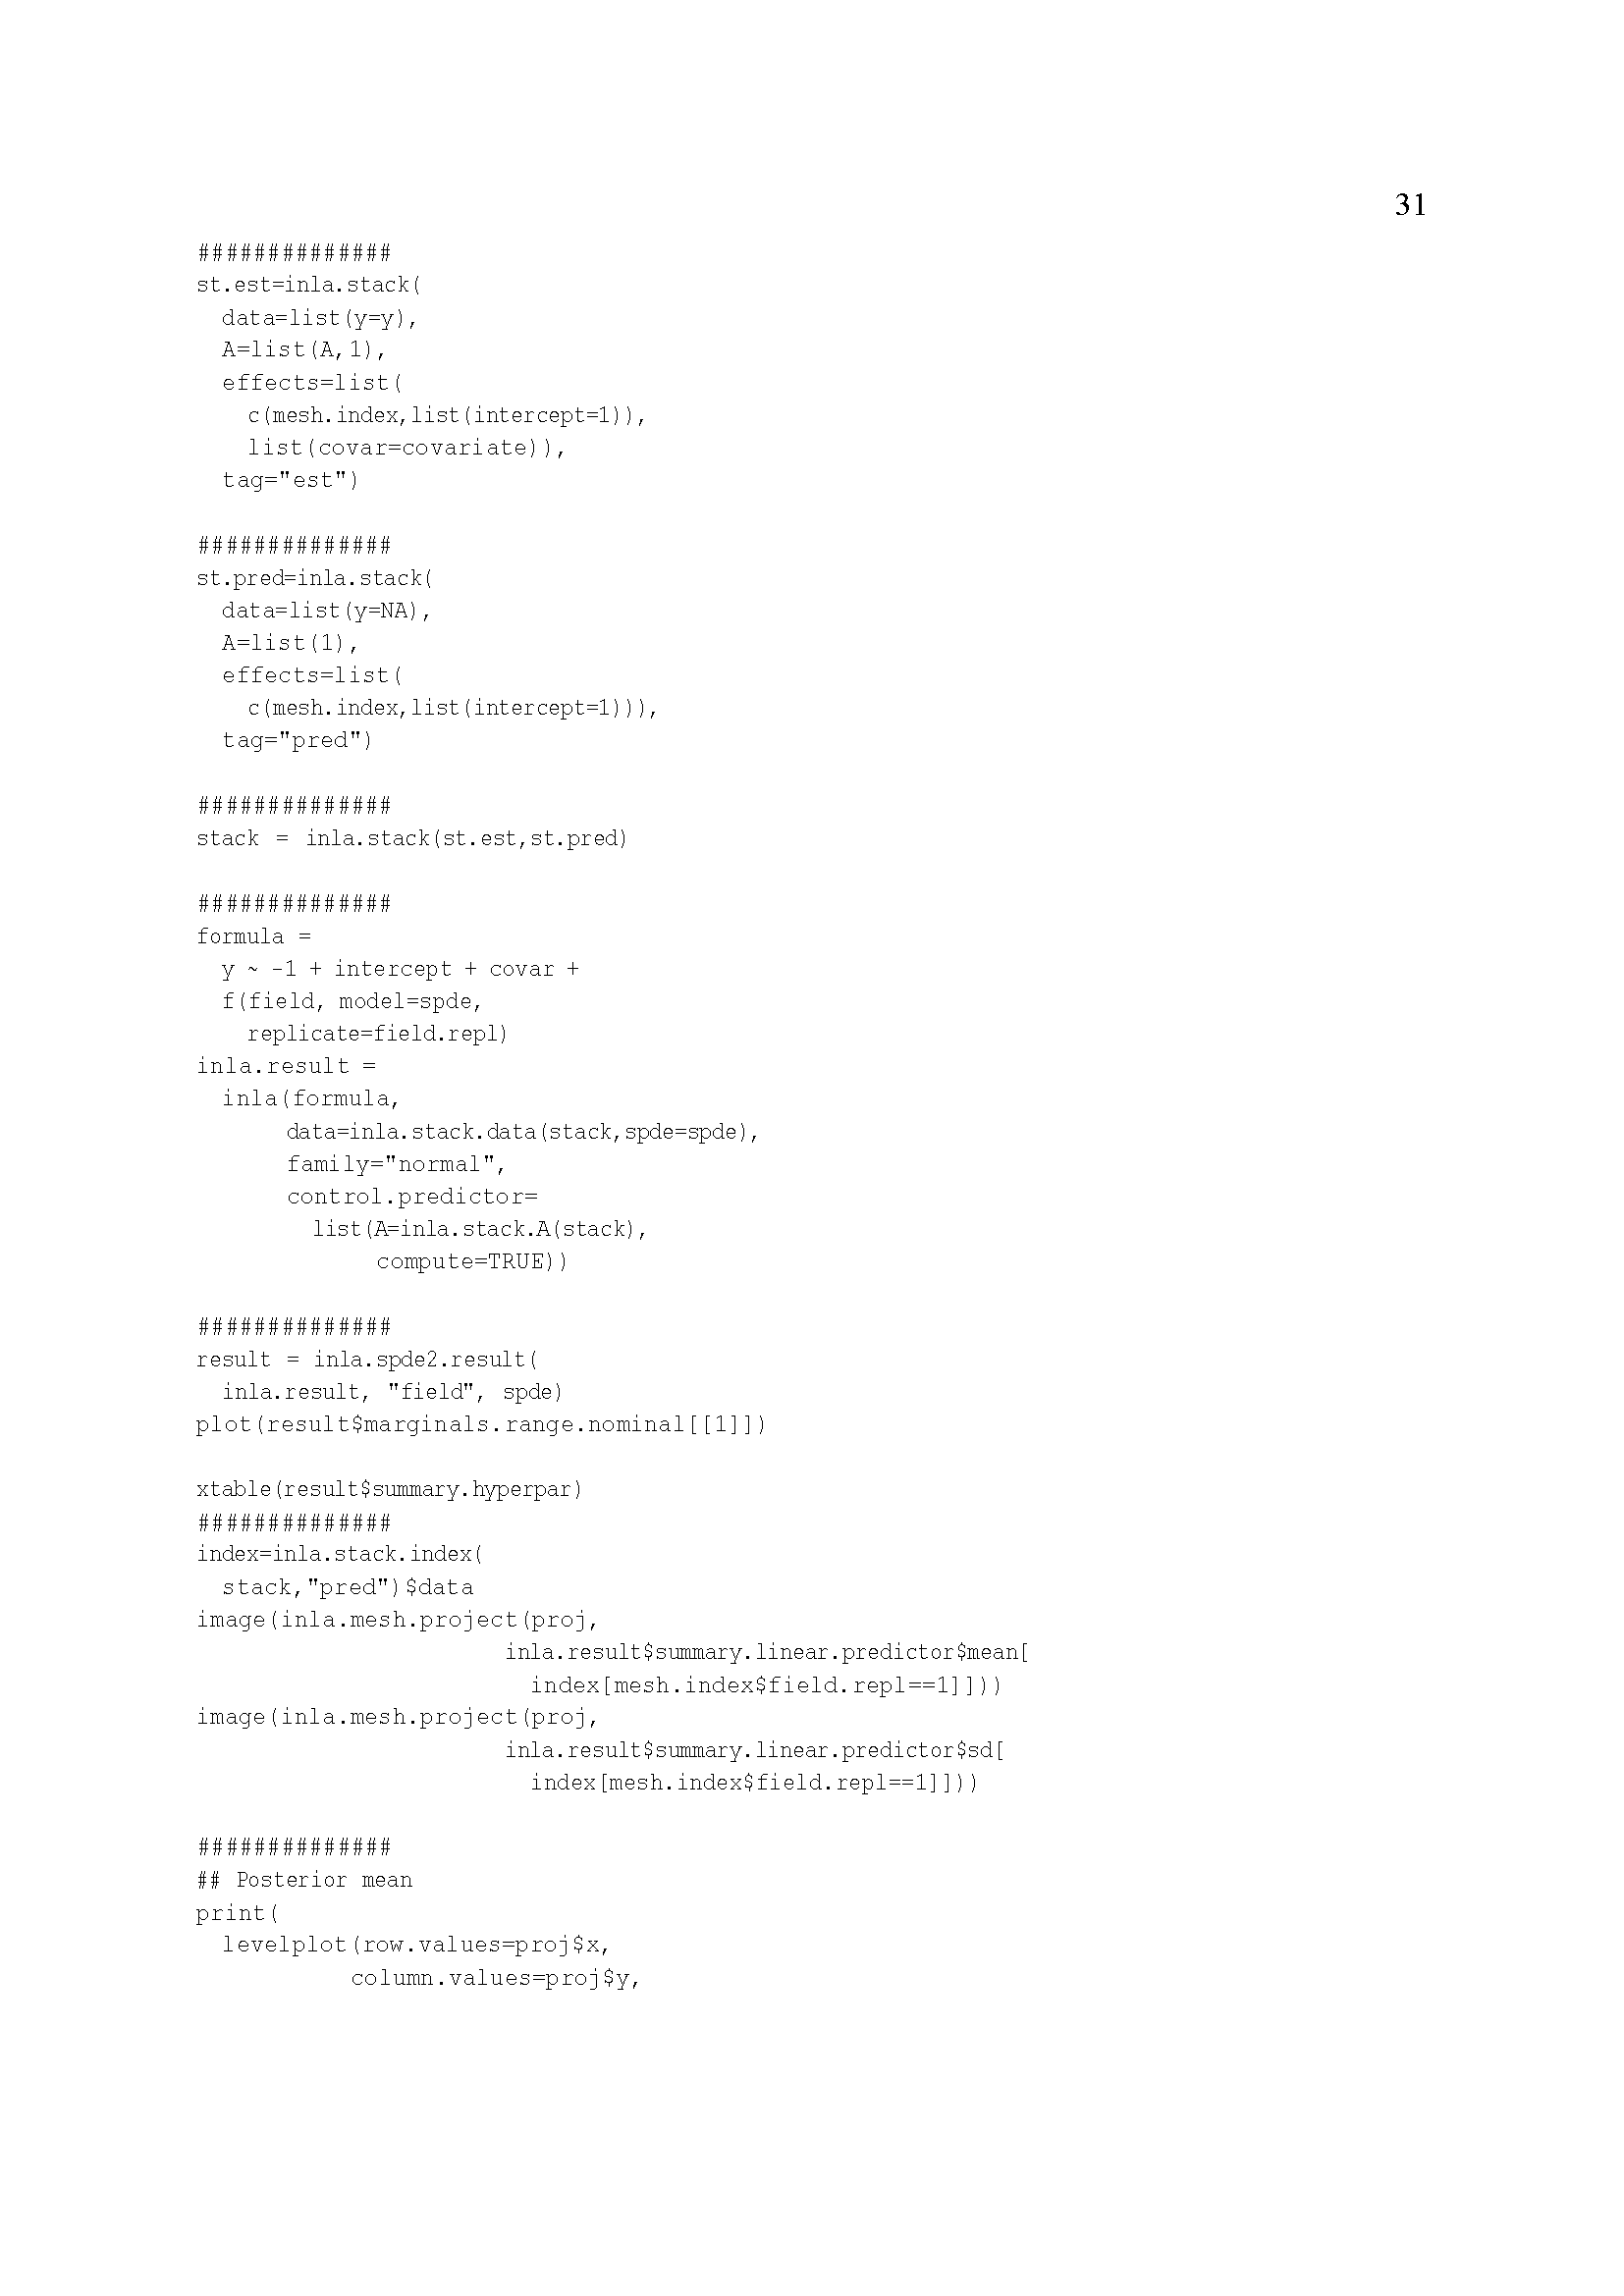 31
##############
st.est=inla.stack(
  data=list(y=y),
  A=list(A,1),
  effects=list(
    c(mesh.index,list(intercept=1)),
    list(covar=covariate)),
  tag="est")

##############
st.pred=inla.stack(
  data=list(y=NA),
  A=list(1),
  effects=list(
    c(mesh.index,list(intercept=1))),
  tag="pred")

##############
stack = inla.stack(st.est,st.pred)

##############
formula =
  y ~ -1 + intercept + covar +
  f(field, model=spde,
    replicate=field.repl)
inla.result =
  inla(formula,
       data=inla.stack.data(stack,spde=spde),
       family="normal",
       control.predictor=
         list(A=inla.stack.A(stack),
              compute=TRUE))

##############
result = inla.spde2.result(
  inla.result, "field", spde)
plot(result$marginals.range.nominal[[1]])

xtable(result$summary.hyperpar)
##############
index=inla.stack.index(
  stack,"pred")$data
image(inla.mesh.project(proj,
                        inla.result$summary.linear.predictor$mean[
                          index[mesh.index$field.repl==1]]))
image(inla.mesh.project(proj,
                        inla.result$summary.linear.predictor$sd[
                          index[mesh.index$field.repl==1]]))

##############
## Posterior mean
print(
  levelplot(row.values=proj$x,
            column.values=proj$y,